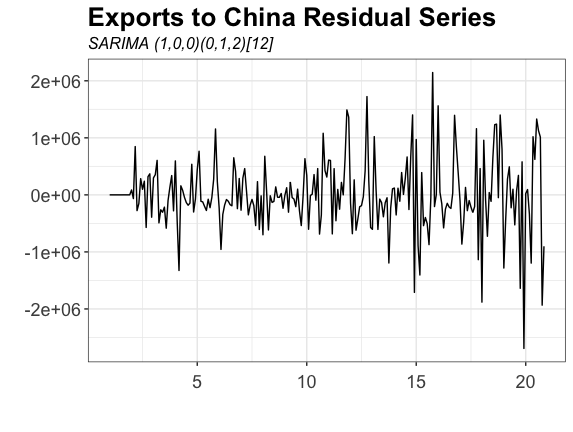 Exports to China Residual Series
SARIMA (1,0,0)(0,1,2)[12]
2e+06
1e+06
0e+00
-1e+06
-2e+06
5 10 15 20